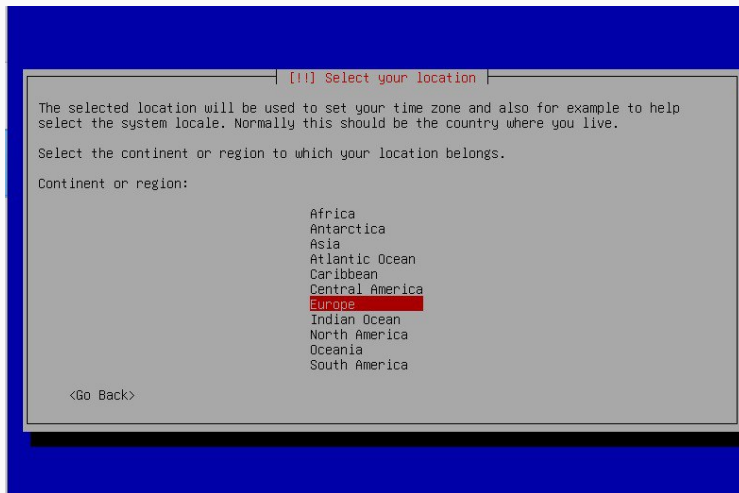 [!!] Select your location
The selected location will be used to set your time zone and also for example to help
select the system locale. Normally this should be the country where you live.
Select the continent or region to which your location belongs.
Continent or region:
Africa
Antarctica
Asia
Atlantic Ocean
Caribbean
Central America
Europe
Indian Ocean
North America
Oceania
South America
<Go Back>